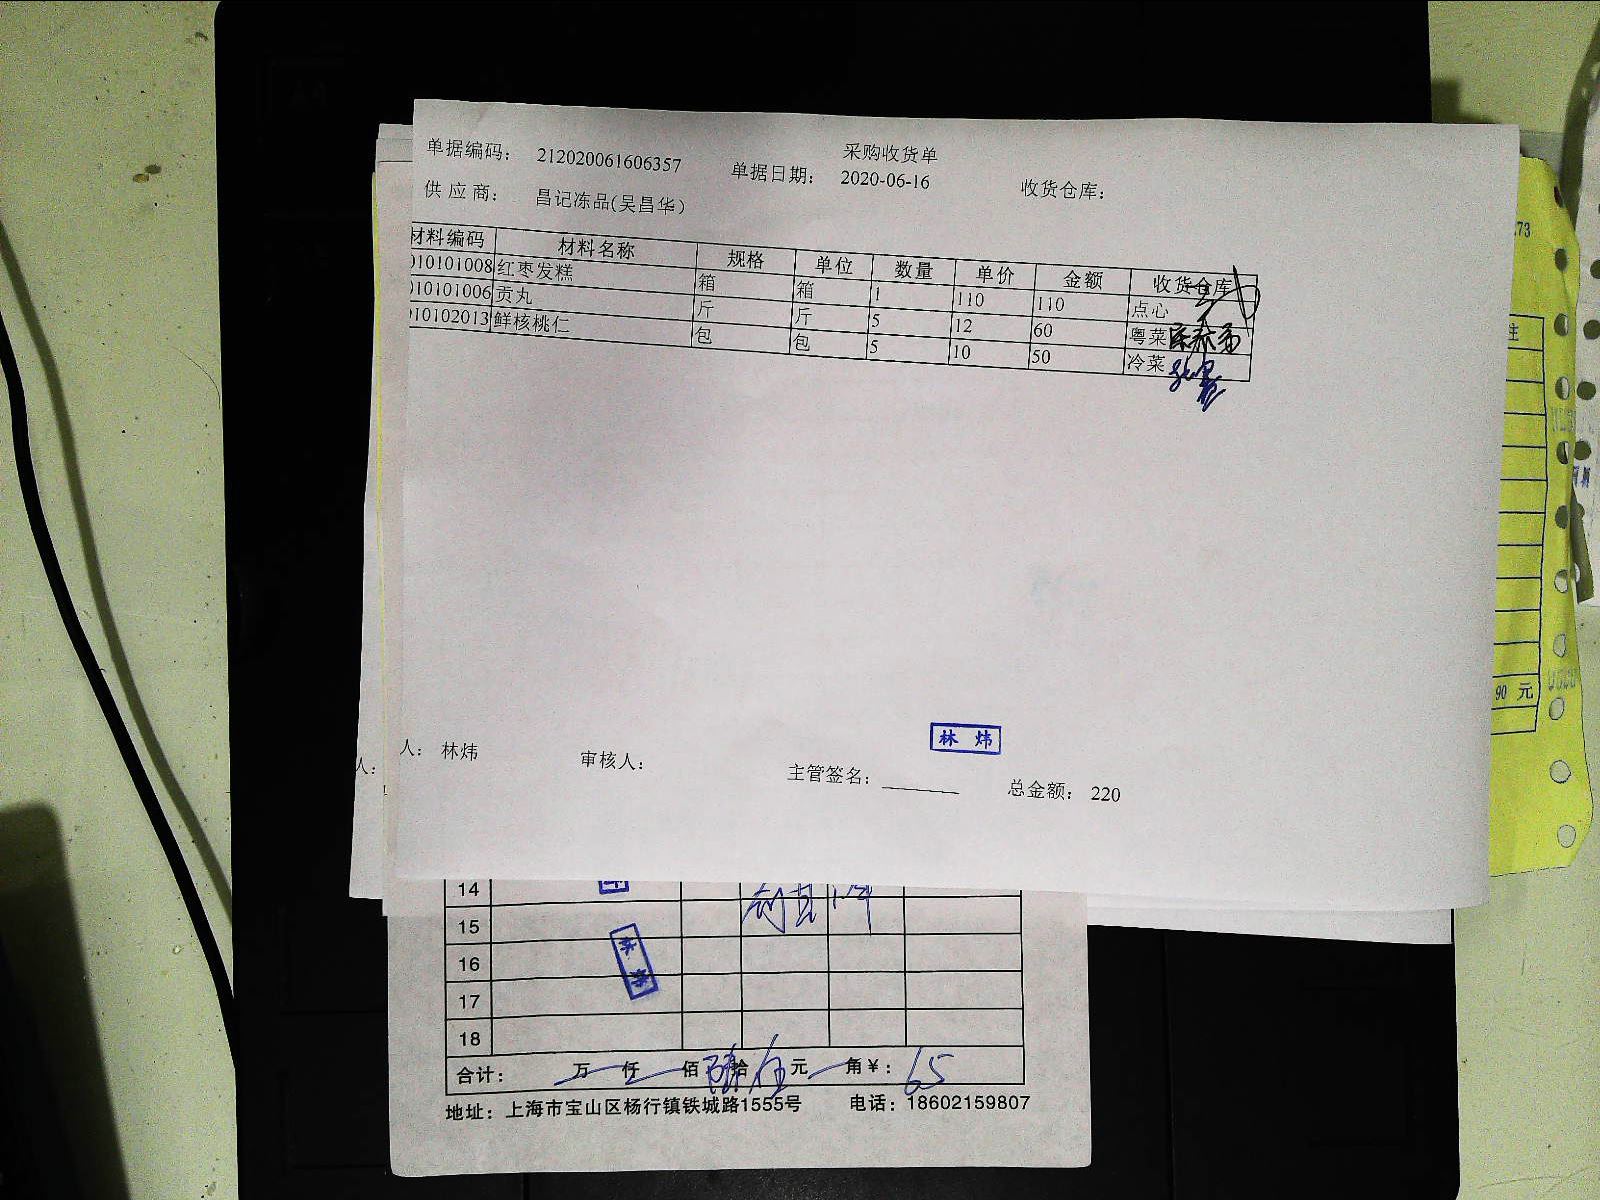 采购收货单
单据编码： 212020061606357 单据日期： 2020-06-16 收货仓库：
供应商： 昌记冻品(吴昌华)
材料编码 材料名称 规格 单位 数量 单价 金额 收货仓库
010101008 红枣发糕 箱 箱 1 110 110 点心
010101006 贡丸 斤 斤 5 12 60 粤菜
010102013 鲜核桃仁 包 包 5 10 50 冷菜
林 炜
人： 林炜 审核人： 主管签名： 总金额： 220
人：
73
注
90 元
14
15
16
17
18
合计： 万 仟 佰 陆 拾 伍 元 角 ¥： 65
地址：上海市宝山区杨行镇铁城路1555号 电话：18602159807